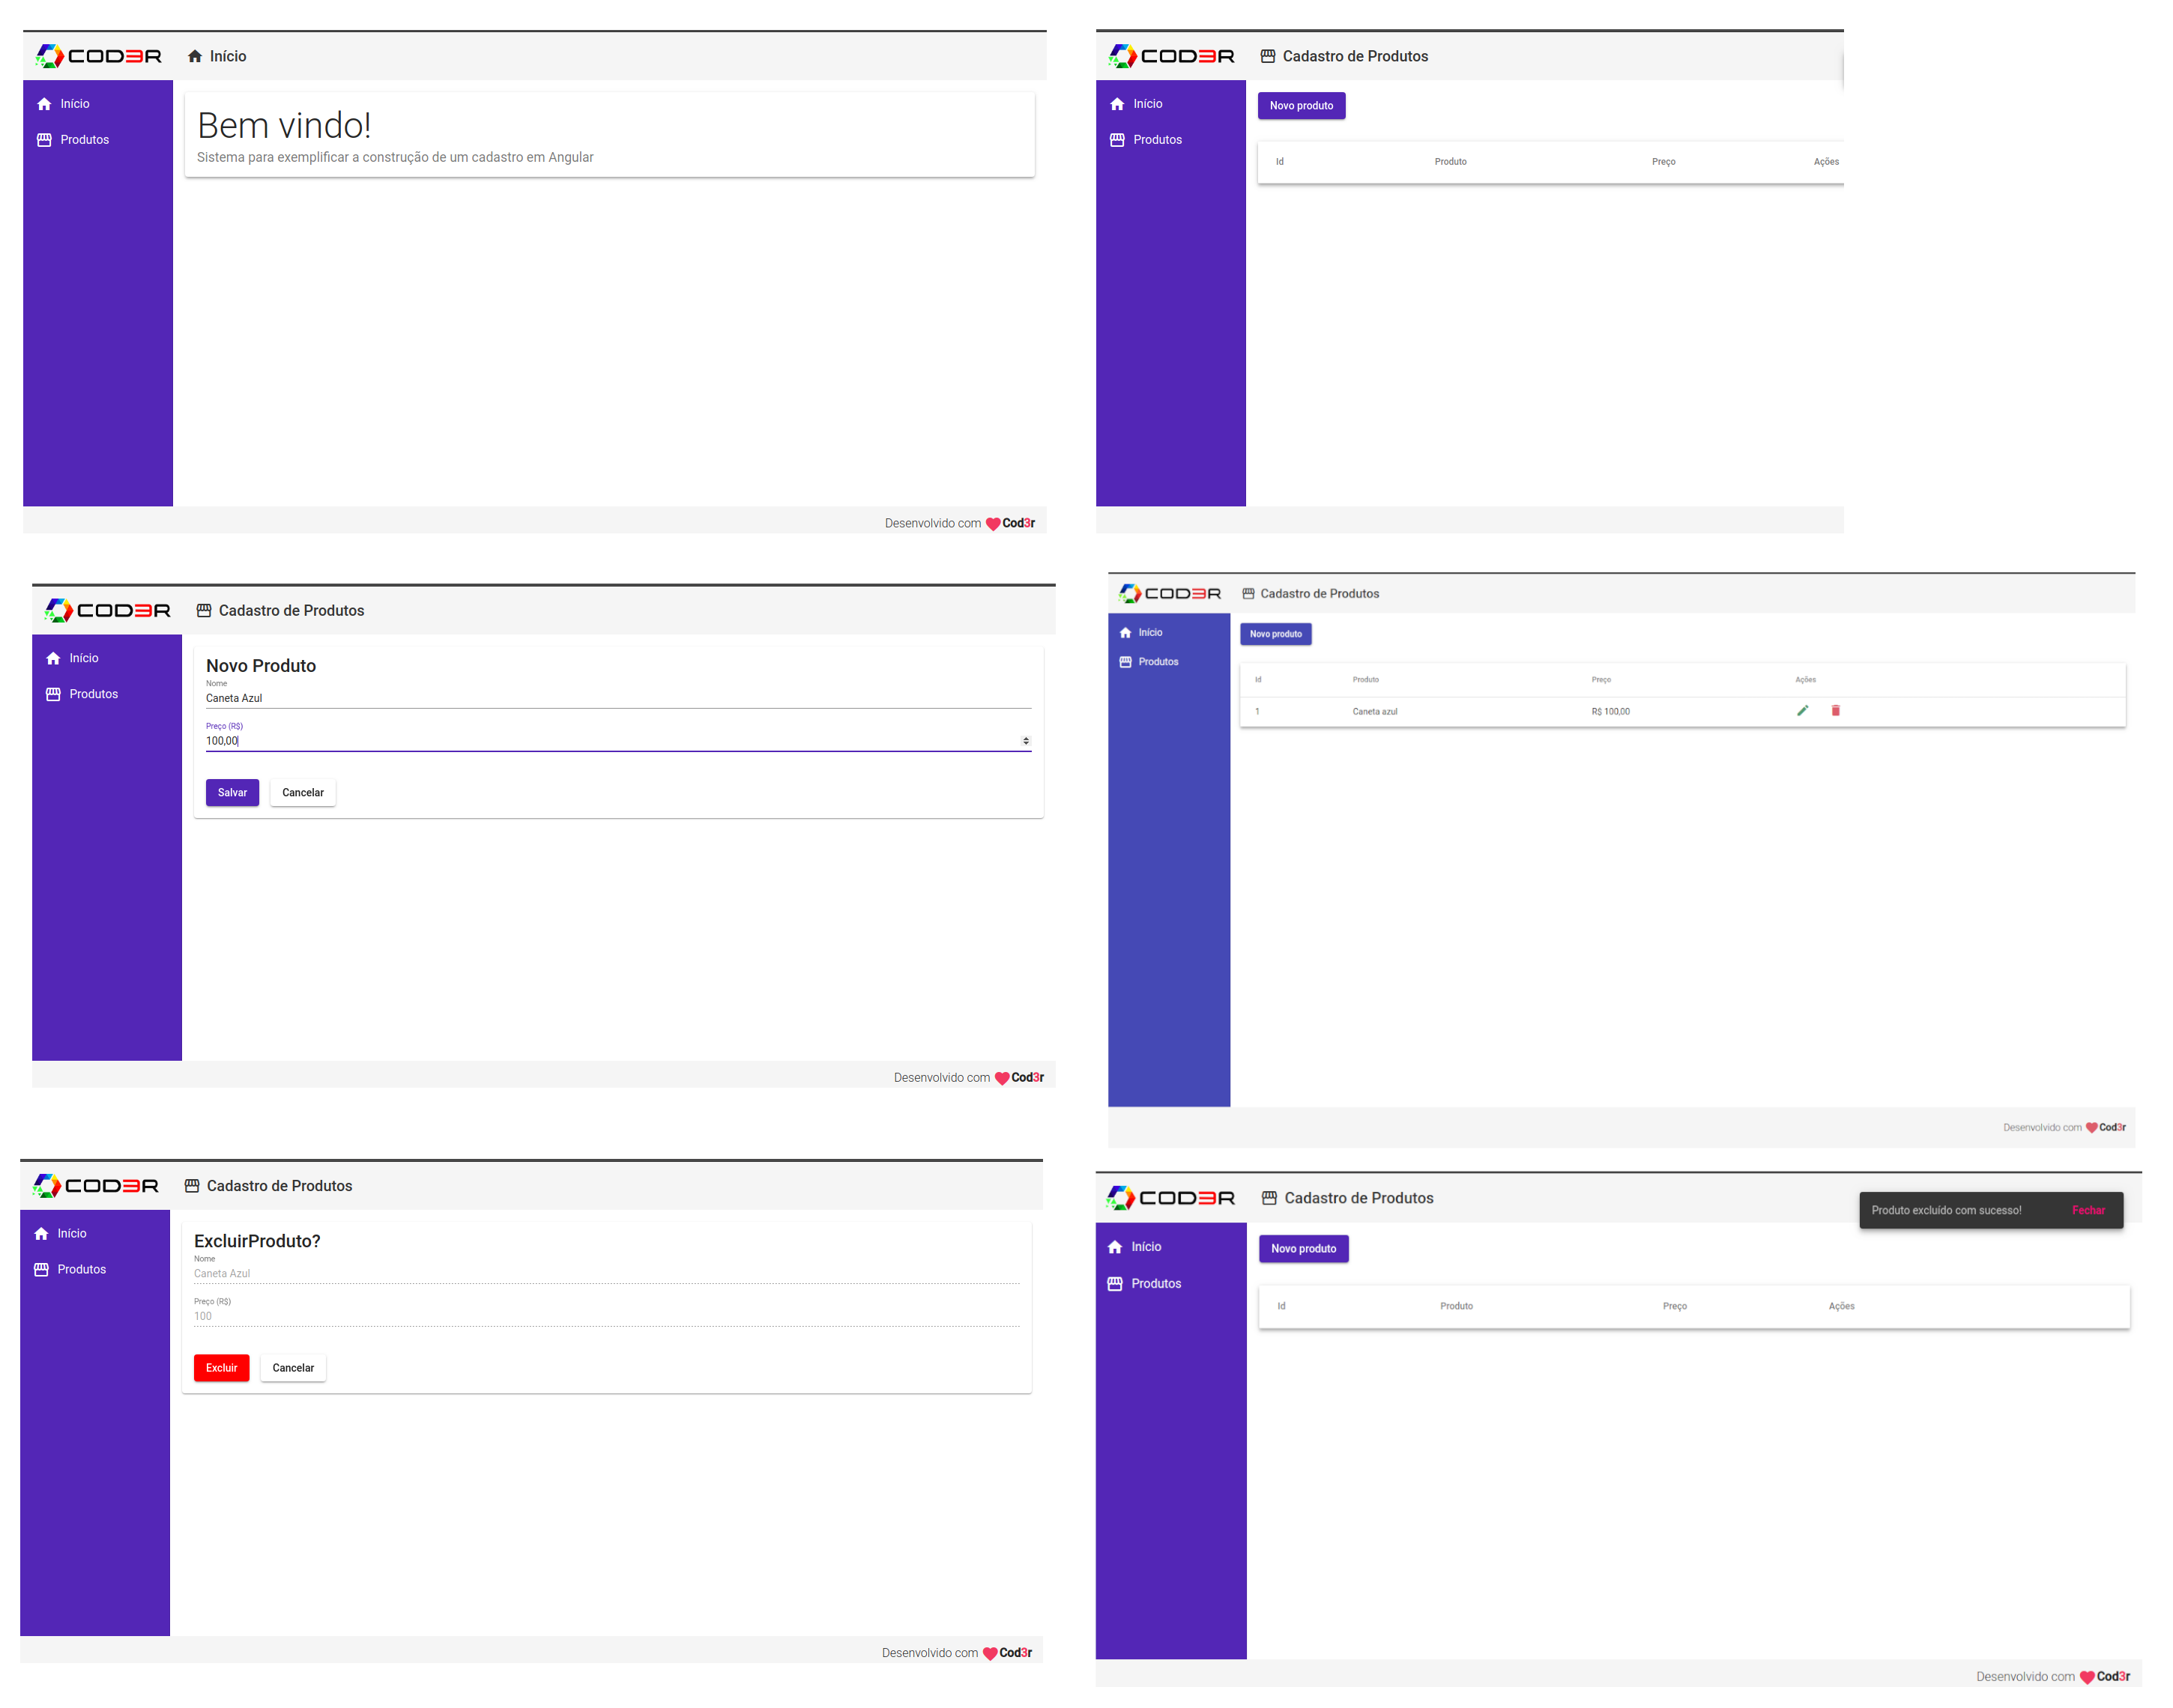 COD3R
Início
Início
Produtos
Bem vindo!
Sistema para exemplificar a construção de um cadastro em Angular
Desenvolvido com Cod3r
COD3R
Cadastro de Produtos
Início
Produtos
Novo produto
Id Produto Preço Ações
COD3R
Cadastro de Produtos
Início
Produtos
Novo Produto
Nome
Caneta Azul
Preço (R$)
100,00
Salvar Cancelar
Desenvolvido com Cod3r
COD3R
Cadastro de Produtos
Início
Produtos
Novo produto
Id Produto Preço Ações
1 Caneta azul R$ 100,00
Desenvolvido com Cod3r
COD3R
Cadastro de Produtos
Início
Produtos
ExcluirProduto?
Nome
Caneta Azul
Preço (R$)
100
Excluir Cancelar
Desenvolvido com Cod3r
COD3R
Cadastro de Produtos
Produto excluído com sucesso! Fechar
Início
Produtos
Novo produto
Id Produto Preço Ações
Desenvolvido com Cod3r